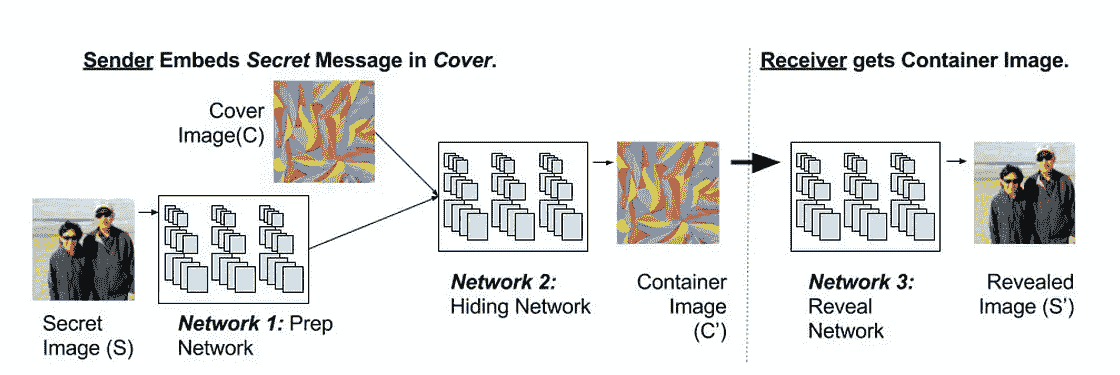 Sender Embeds Secret Message in Cover.
Receiver gets Container Image.
Cover
Image(C)
Secret
Image (S)
Network 1: Prep
Network
Network 2:
Hiding Network
Container
Image
(C’)
Network 3:
Reveal
Network
Revealed
Image (S’)